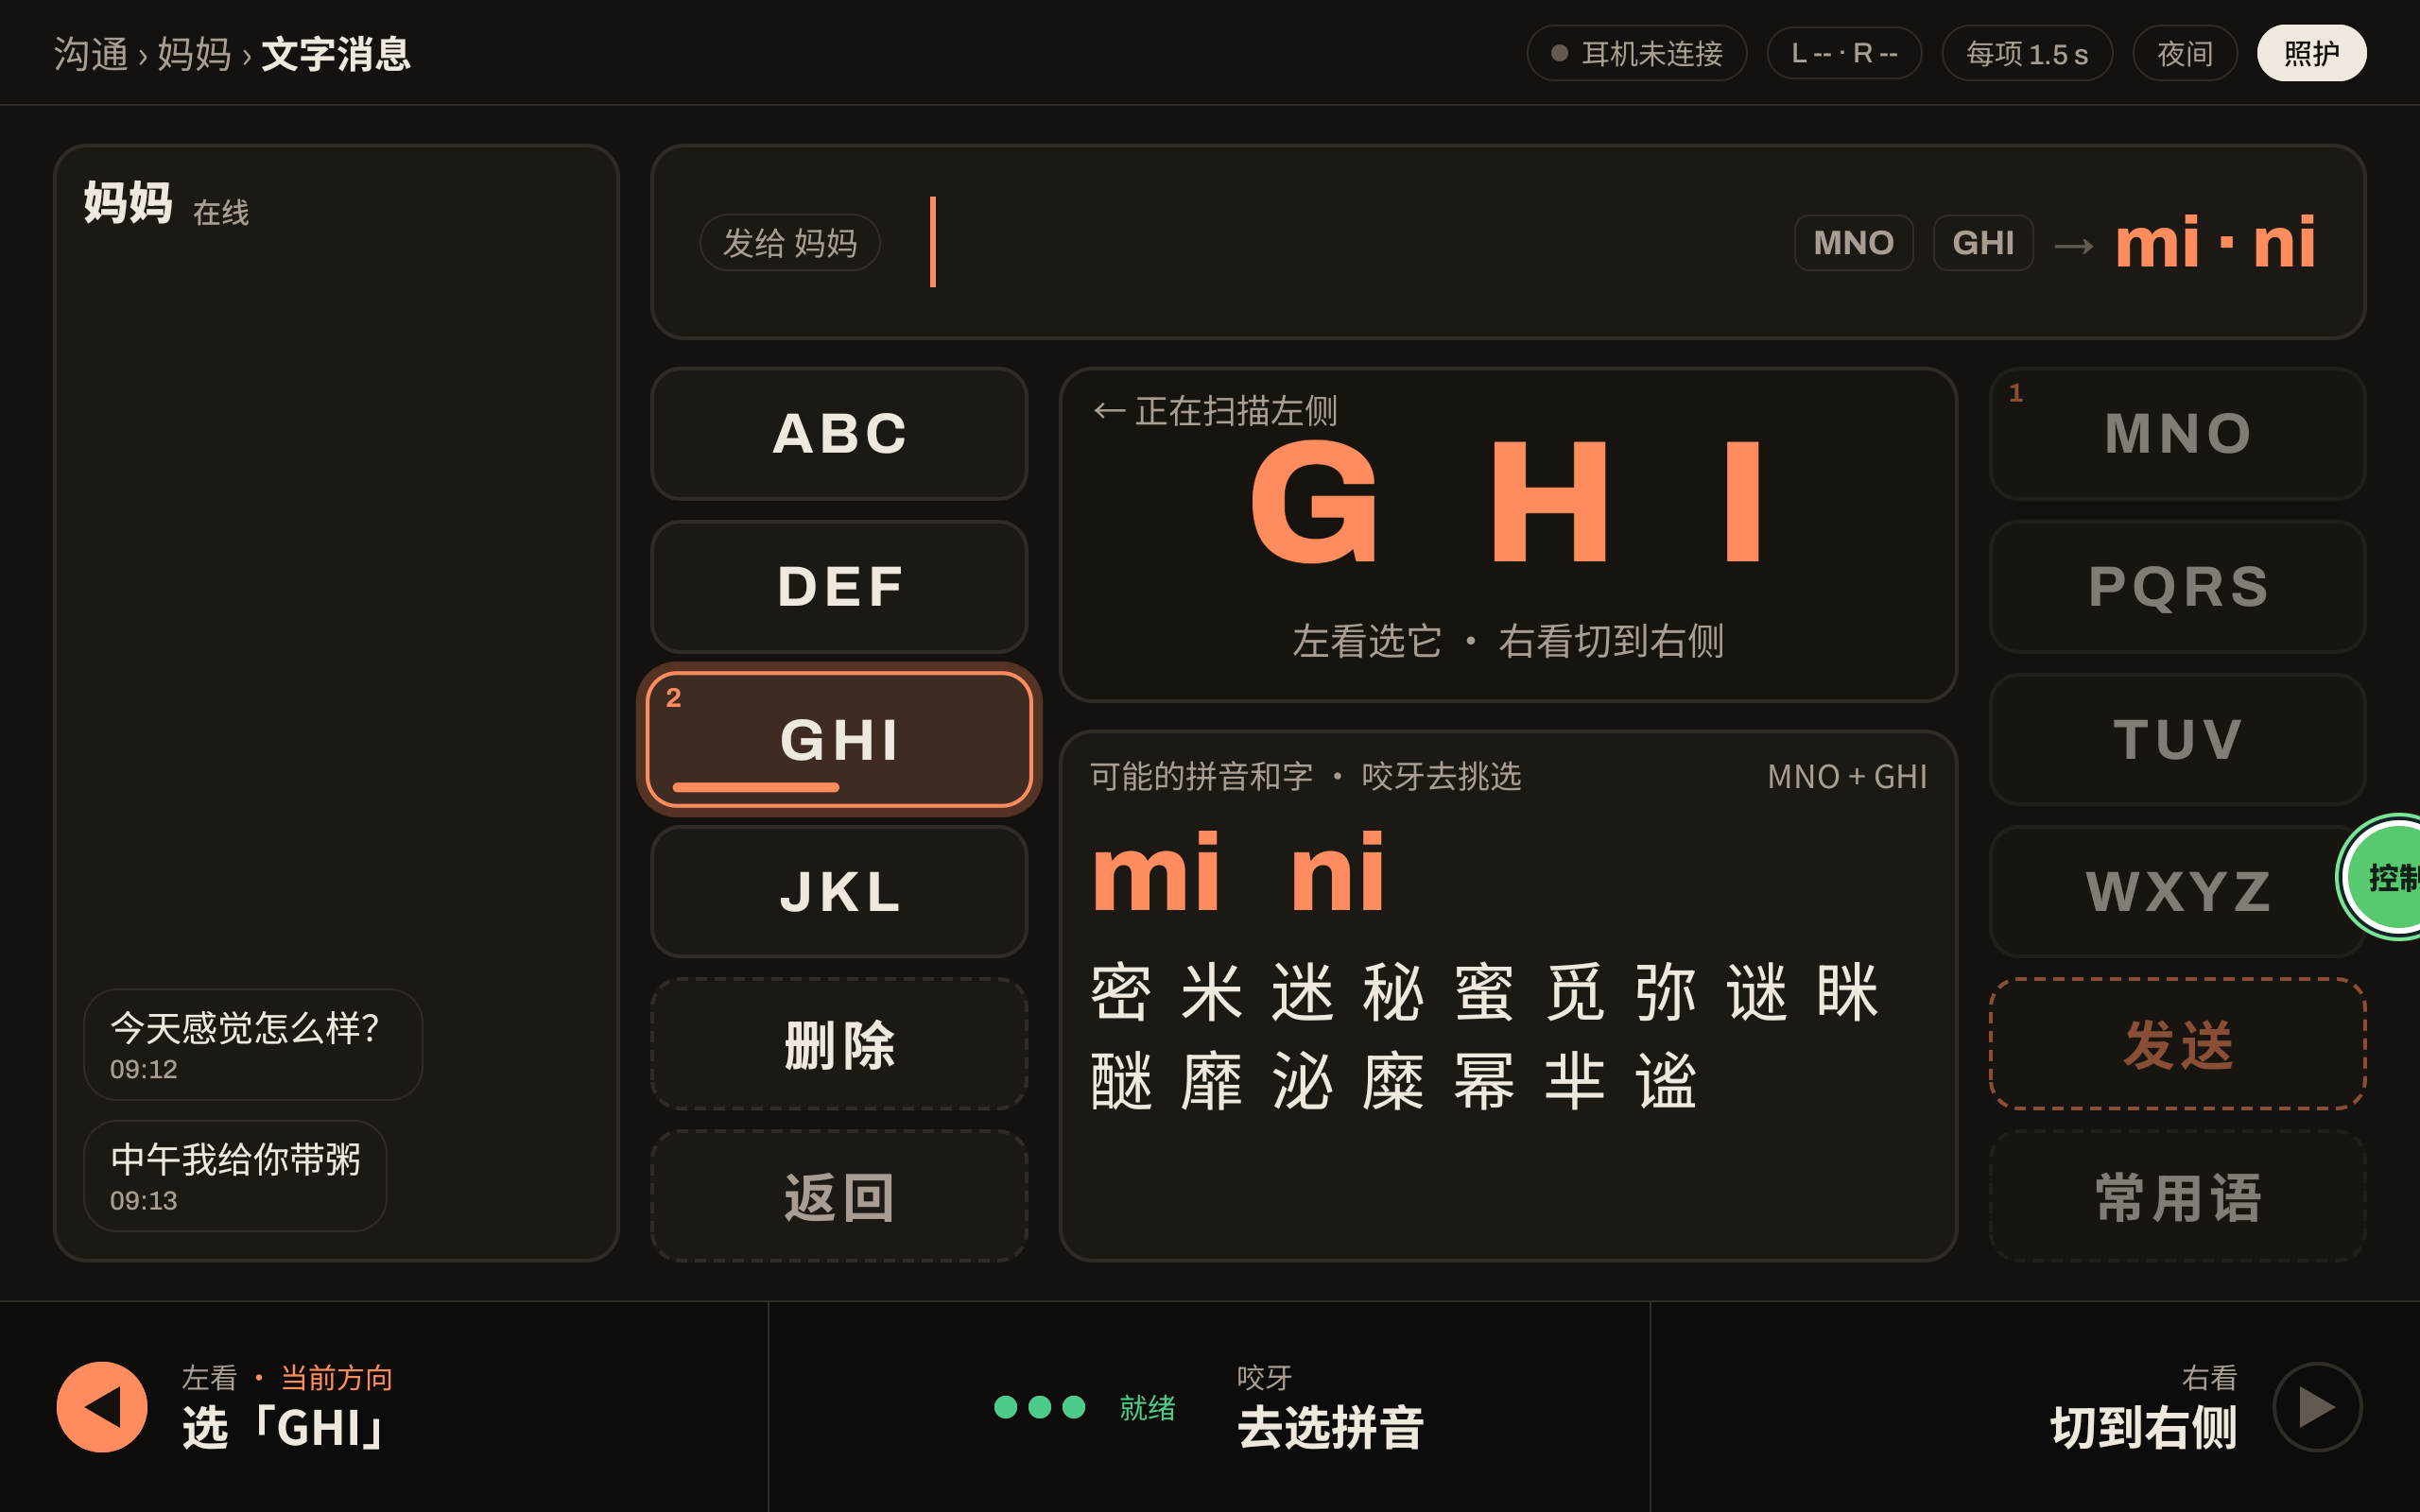 沟通 › 妈妈 › 文字消息
耳机未连接
L -- · R --
每项 1.5 s
夜间
照护
妈妈 在线
今天感觉怎么样?
09:12
中午我给你带粥
09:13
发给 妈妈
MNO GHI → mi · ni
ABC
DEF
2
GHI
JKL
删除
返回
← 正在扫描左侧
G H I
左看选它 · 右看切到右侧
可能的拼音和字 · 咬牙去挑选
MNO + GHI
mi ni
密 米 迷 秘 蜜 觅 弥 谜 眯
醚 靡 泌 糜 幂 芈 谧
1
MNO
PQRS
TUV
WXYZ
发送
常用语
左看 · 当前方向
选「GHI」
就绪
咬牙
去选拼音
右看
切到右侧